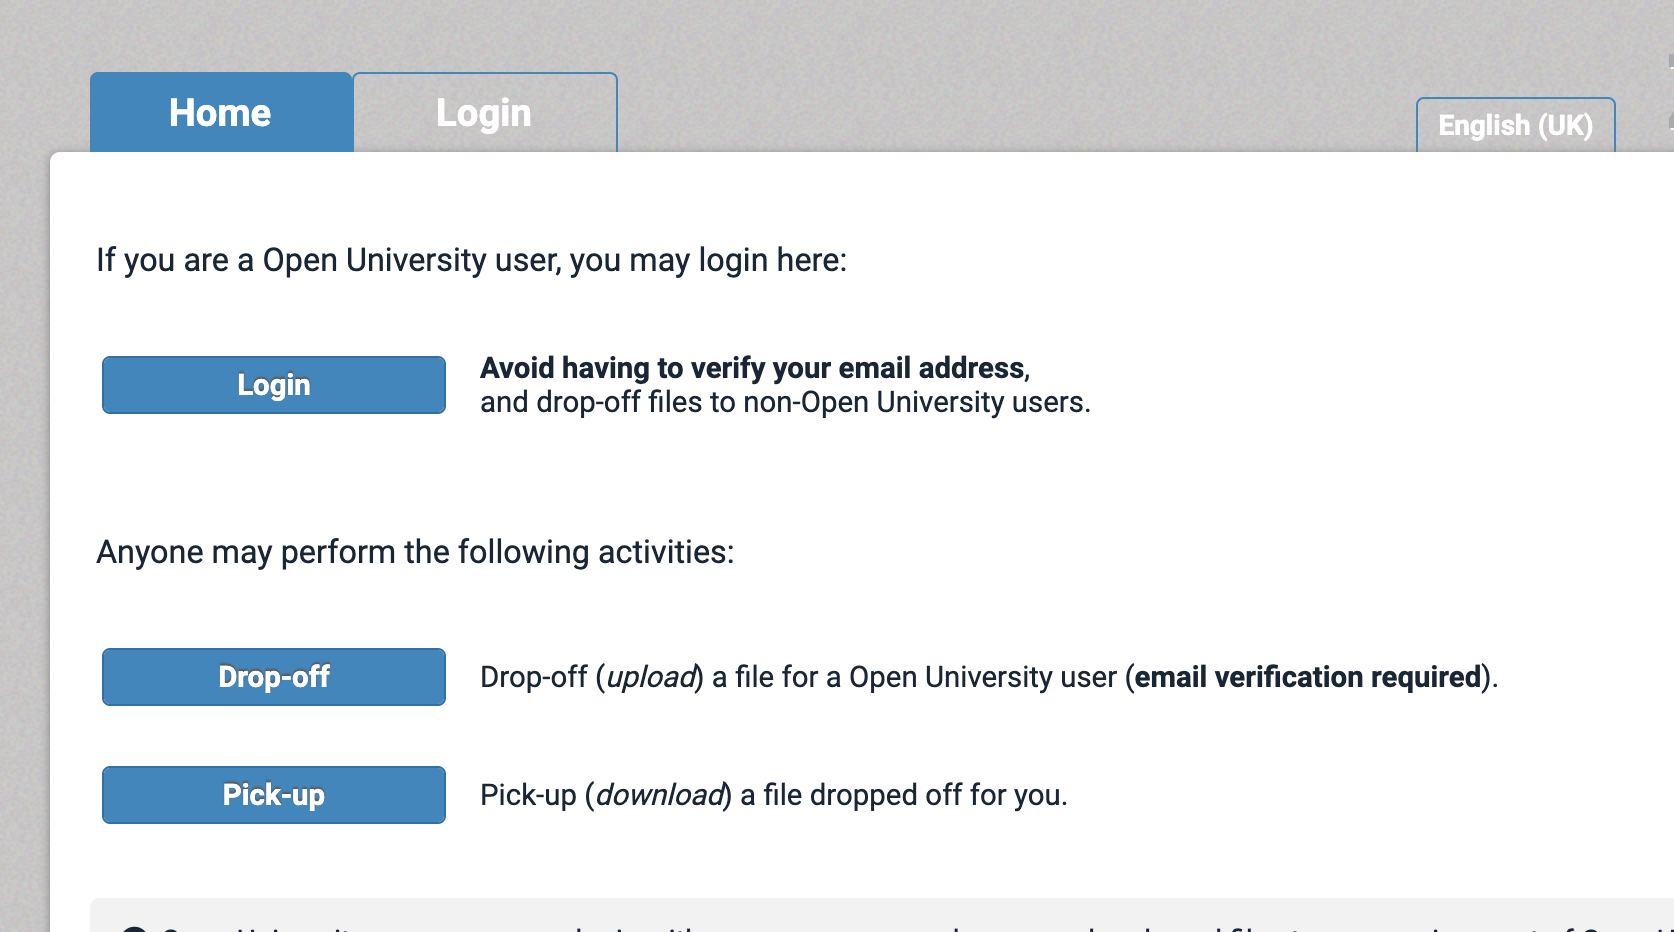 Home
Login
English (UK)
If you are a Open University user, you may login here:
Login
Avoid having to verify your email address,
and drop-off files to non-Open University users.
Anyone may perform the following activities:
Drop-off
Drop-off (upload) a file for a Open University user (email verification required).
Pick-up
Pick-up (download) a file dropped off for you.